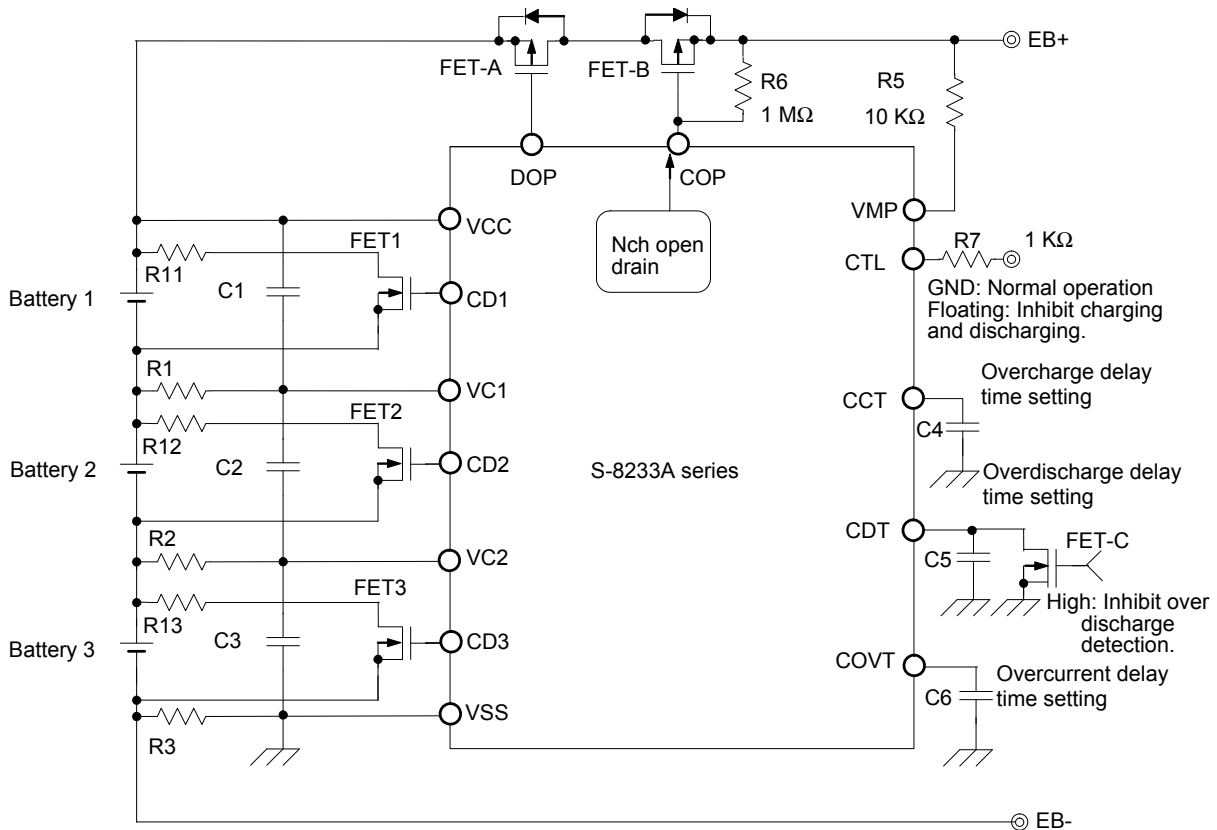 EB+
FET-A
FET-B
R6
1 MΩ
R5
10 KΩ
DOP
COP
VMP
VCC
Nch open
drain
R7
1 KΩ
CTL
FET1
R11
C1
Battery 1
CD1
GND: Normal operation
Floating: Inhibit charging
and discharging.
R1
VC1
Overcharge delay
time setting
CCT
C4
FET2
R12
C2
Battery 2
CD2
S-8233A series
Overdischarge delay
time setting
R2
VC2
CDT
C5
FET-C
FET3
R13
C3
Battery 3
CD3
High: Inhibit over
discharge
detection.
COVT
C6
Overcurrent delay
time setting
VSS
R3
EB-